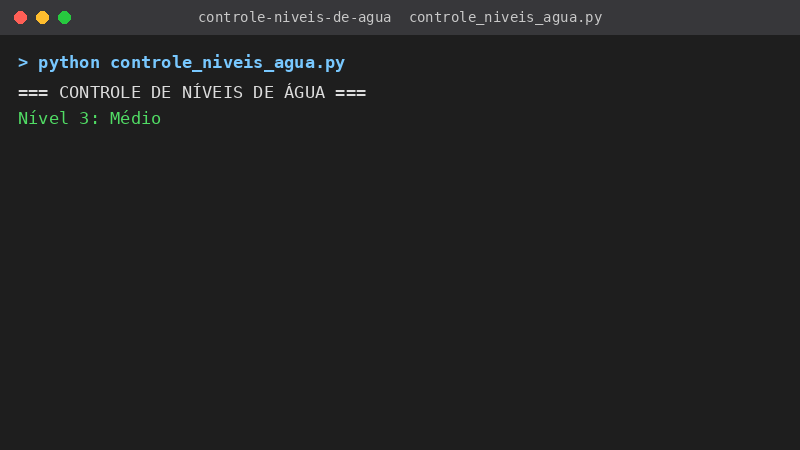 controle-niveis-de-agua  controle_niveis_agua.py
> python controle_niveis_agua.py
=== CONTROLE DE NÍVEIS DE ÁGUA ===
Nível 3: Médio